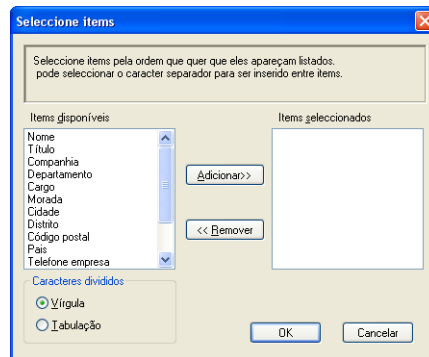 Seleccione items
Seleccione items pela ordem que quer que eles apareçam listados.
pode seleccionar o caracter separador para ser inserido entre items.
Items disponíveis
Items seleccionados
Nome
Título
Companhia
Departamento
Cargo
Morada
Cidade
Distrito
Código postal
Pais
Telefone empresa
Adicionar>>
<< Remover
Caracteres divididos
Vírgula
Tabulação
OK
Cancelar